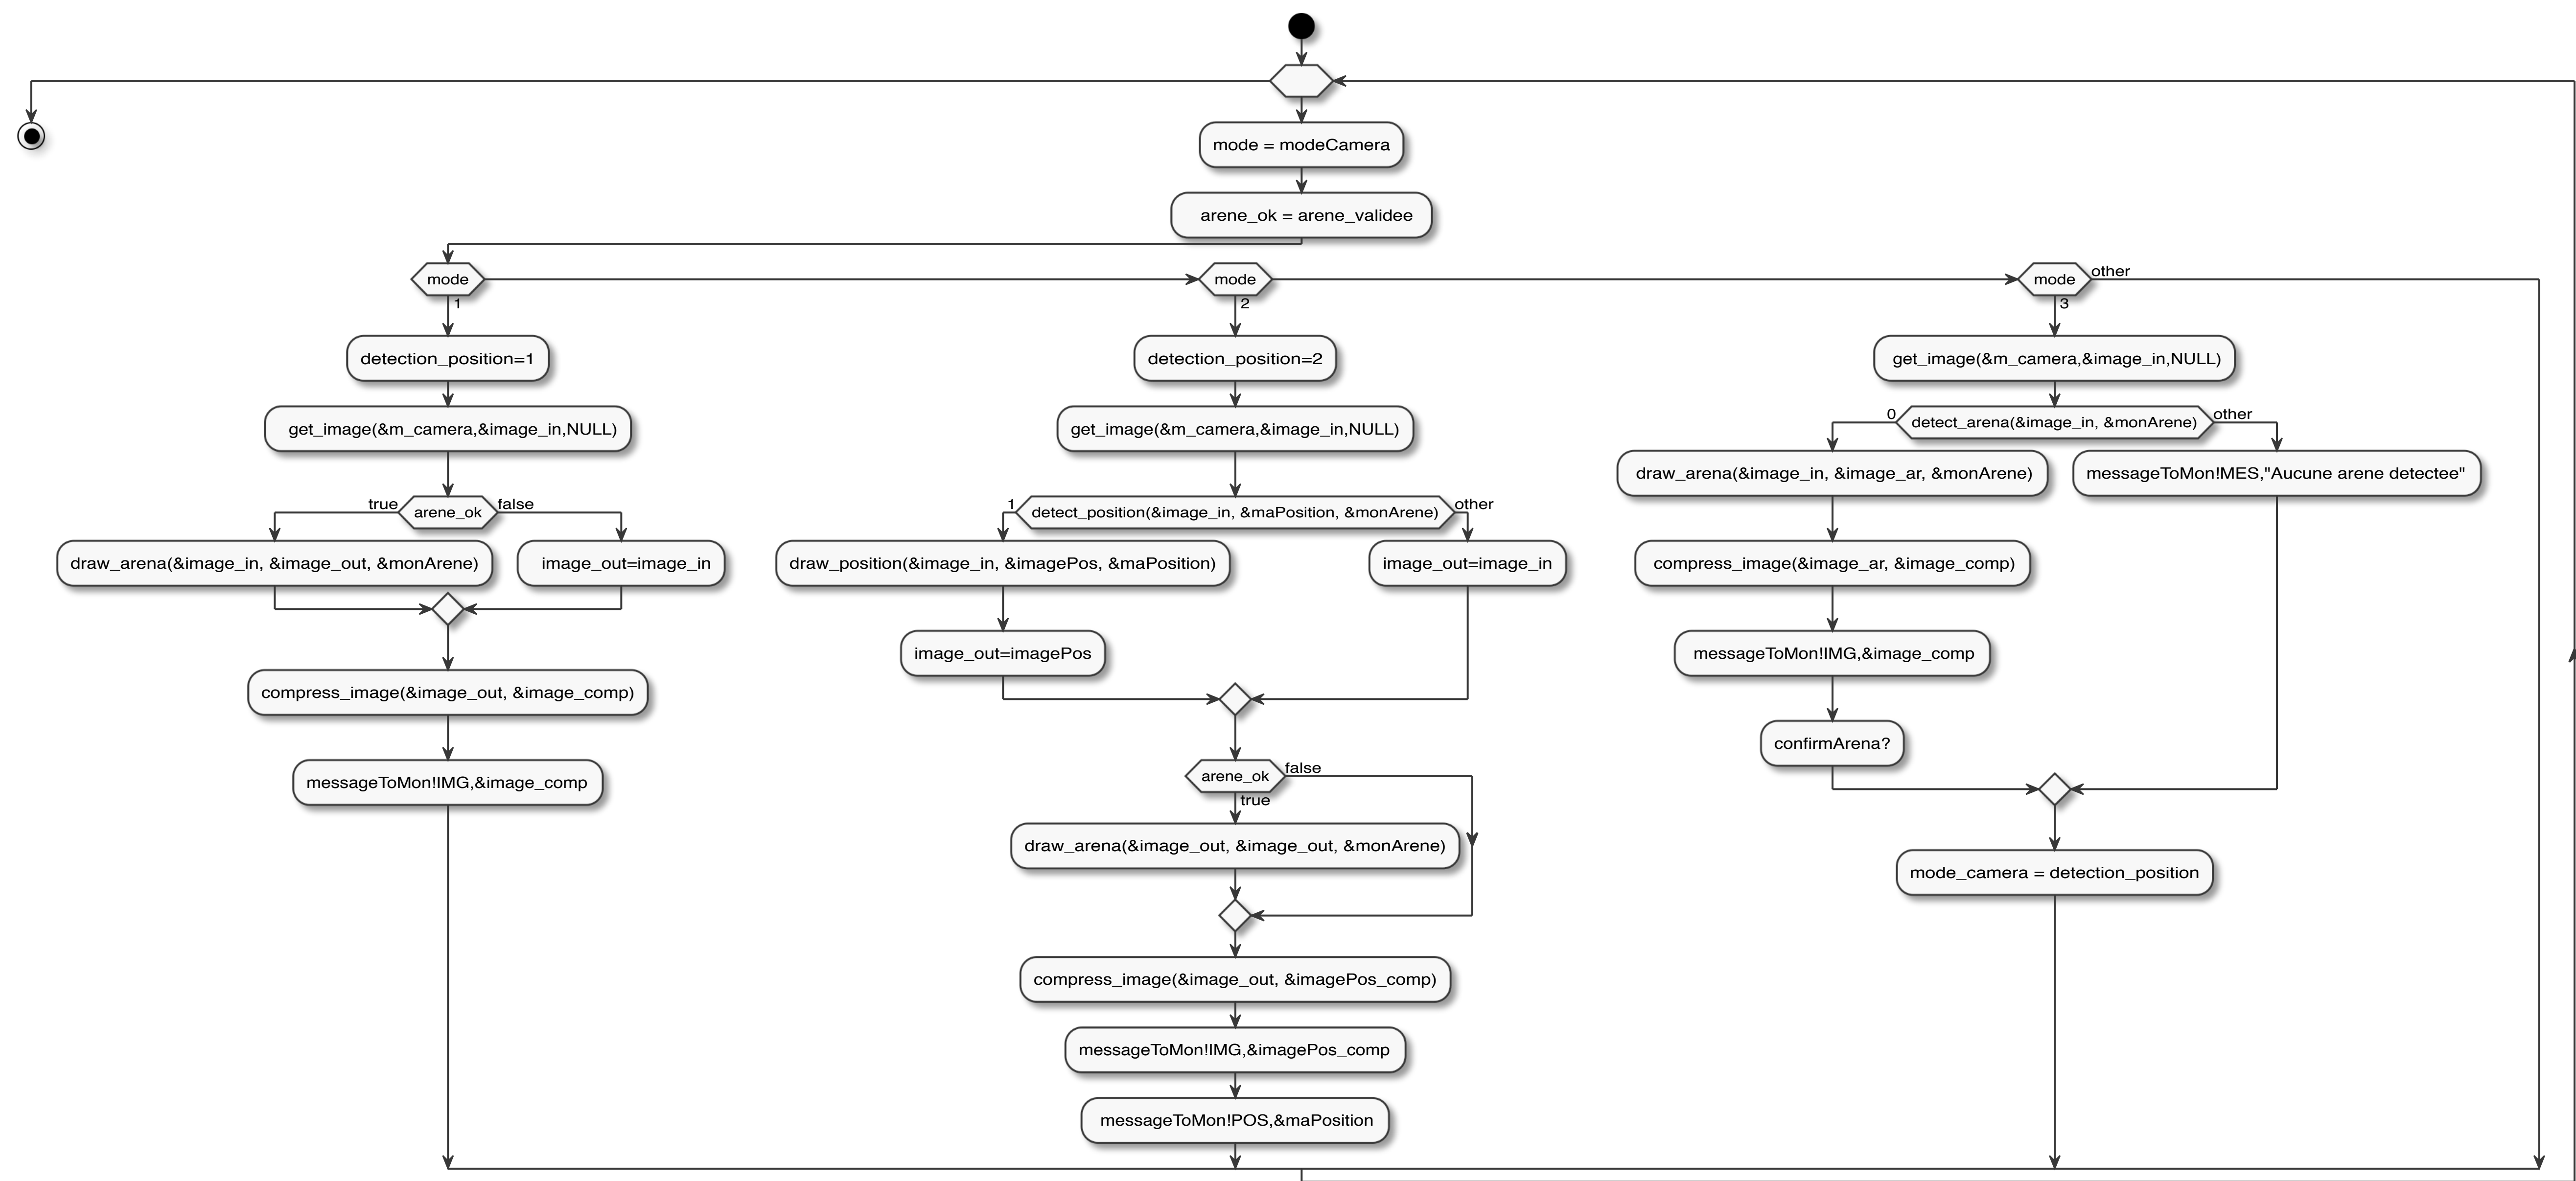 mode = modeCamera
arene_ok = arene_validee
mode
1
detection_position=1
get_image(&m_camera,&image_in,NULL)
true
arene_ok
false
draw_arena(&image_in, &image_out, &monArene)
image_out=image_in
compress_image(&image_out, &image_comp)
messageToMon!IMG,&image_comp
mode
2
detection_position=2
get_image(&m_camera,&image_in,NULL)
1
detect_position(&image_in, &maPosition, &monArene)
other
draw_position(&image_in, &imagePos, &maPosition)
image_out=imagePos
image_out=image_in
arene_ok
false
true
draw_arena(&image_out, &image_out, &monArene)
compress_image(&image_out, &imagePos_comp)
messageToMon!IMG,&imagePos_comp
messageToMon!POS,&maPosition
mode
other
3
get_image(&m_camera,&image_in,NULL)
0
detect_arena(&image_in, &monArene)
other
draw_arena(&image_in, &image_ar, &monArene)
compress_image(&image_ar, &image_comp)
messageToMon!IMG,&image_comp
confirmArena?
messageToMon!MES,"Aucune arene detectee"
mode_camera = detection_position